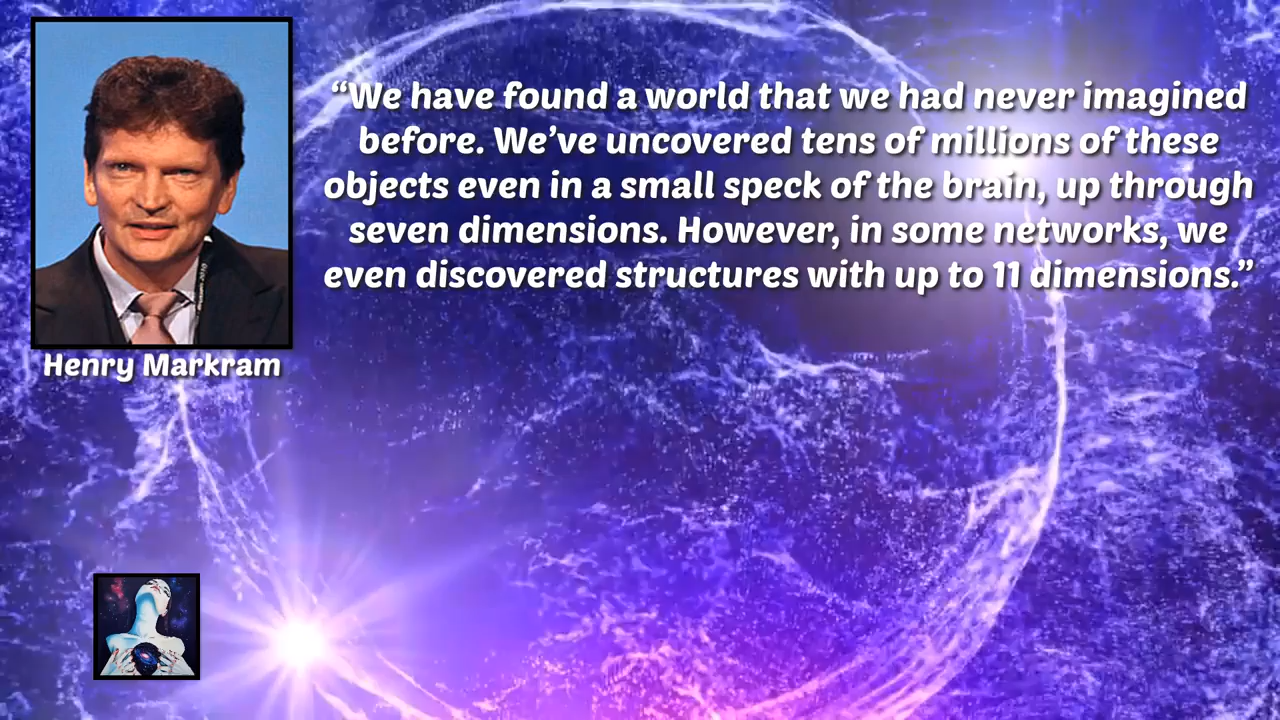 “We have found a world that we had never imagined
before. We’ve uncovered tens of millions of these
objects even in a small speck of the brain, up through
seven dimensions. However, in some networks, we
even discovered structures with up to 11 dimensions.”
Henry Markram